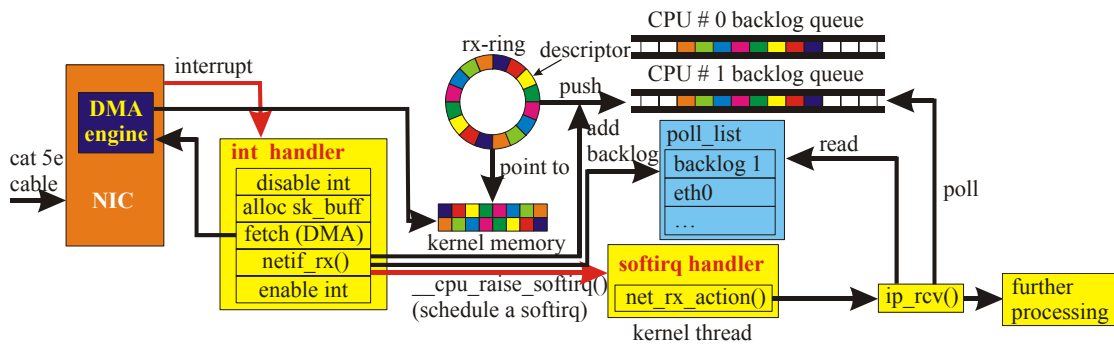 CPU # 0 backlog queue
rx-ring
descriptor
interrupt
push
CPU # 1 backlog queue
DMA
engine
cat 5e
cable
NIC
int handler
disable int
alloc sk_buff
fetch (DMA)
netif_rx()
enable int
point to
kernel memory
add
backlog
poll_list
backlog 1
eth0
...
read
poll
softirq handler
net_rx_action()
kernel thread
__cpu_raise_softirq()
(schedule a softirq)
ip_rcv()
further
processing